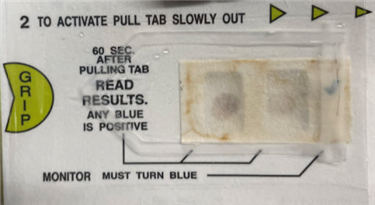 2 TO ACTIVATE PULL TAB SLOWLY OUT
60 SEC.
AFTER
PULLING TAB
READ
RESULTS.
ANY BLUE
IS POSITIVE
GRIP
MONITOR MUST TURN BLUE